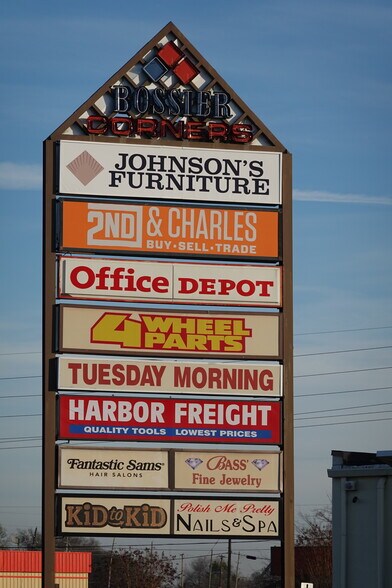 BOSSIER
CORNERS
JOHNSON'S
FURNITURE
2ND & CHARLES
BUY·SELL·TRADE
Office DEPOT
4 WHEEL
PARTS
TUESDAY MORNING
HARBOR FREIGHT
QUALITY TOOLS LOWEST PRICES
Fantastic Sams
HAIR SALONS
BASS'
Fine Jewelry
KiD to KiD
Polish Me Pretty
NAILS & SPA